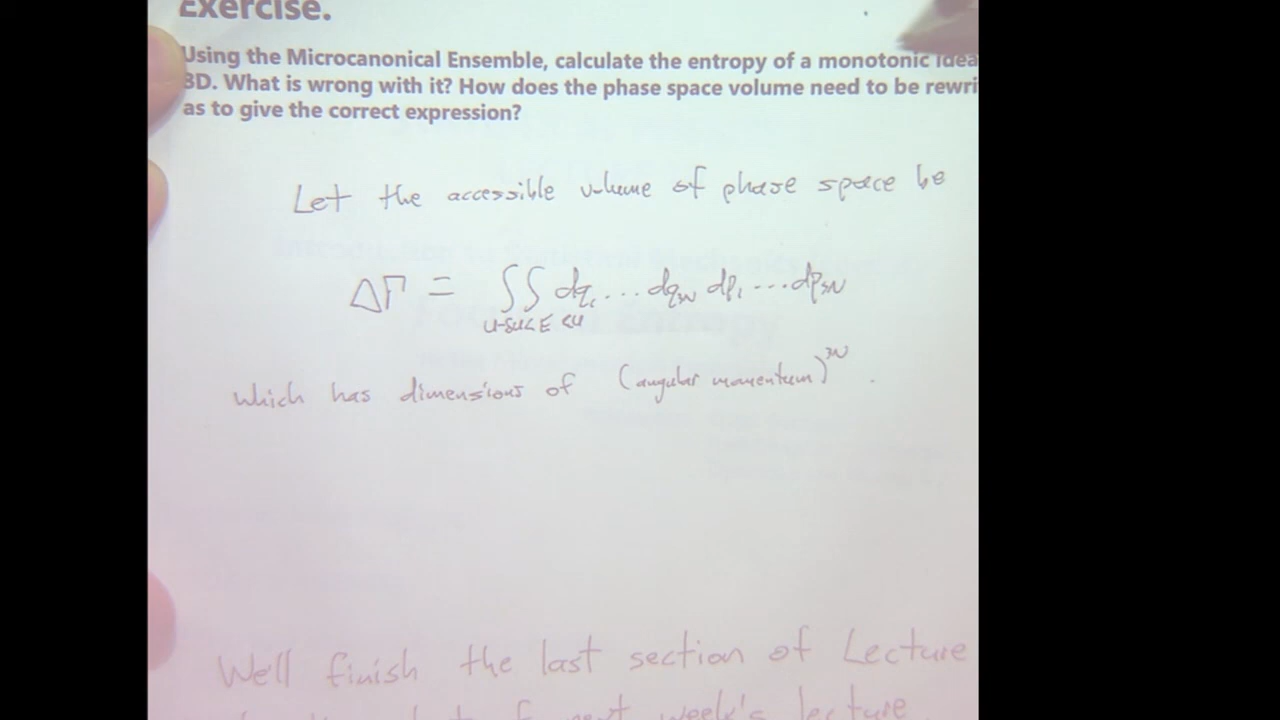 Exercise.
Using the Microcanonical Ensemble, calculate the entropy of a monotonic idea
3D. What is wrong with it? How does the phase space volume need to be rewri
as to give the correct expression?
Let the accessible volume of phase space be
ΔΓ = ∫∫ dq₁ ... dq₃ₙ dp₁ ... dp₃ₙ
U-δU<E<U
which has dimensions of (angular momentum)³ᴺ.
We'll finish the last section of Lecture
next week's lecture